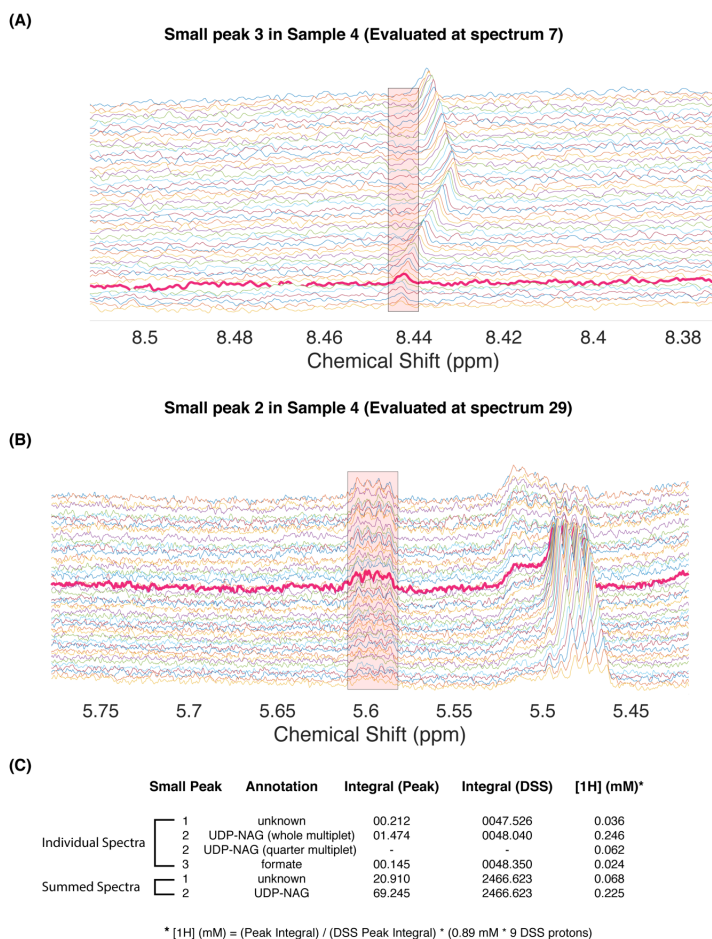 (A)
Small peak 3 in Sample 4 (Evaluated at spectrum 7)
8.5 8.48 8.46 8.44 8.42 8.4 8.38
Chemical Shift (ppm)
Small peak 2 in Sample 4 (Evaluated at spectrum 29)
(B)
5.75 5.7 5.65 5.6 5.55 5.5 5.45
Chemical Shift (ppm)
(C)
Small Peak Annotation Integral (Peak) Integral (DSS) [1H] (mM)*
Individual Spectra
1 unknown 00.212 0047.526 0.036
2 UDP-NAG (whole multiplet) 01.474 0048.040 0.246
2 UDP-NAG (quarter multiplet) - - 0.062
3 formate 00.145 0048.350 0.024
Summed Spectra
1 unknown 20.910 2466.623 0.068
2 UDP-NAG 69.245 2466.623 0.225
* [1H] (mM) = (Peak Integral) / (DSS Peak Integral) * (0.89 mM * 9 DSS protons)